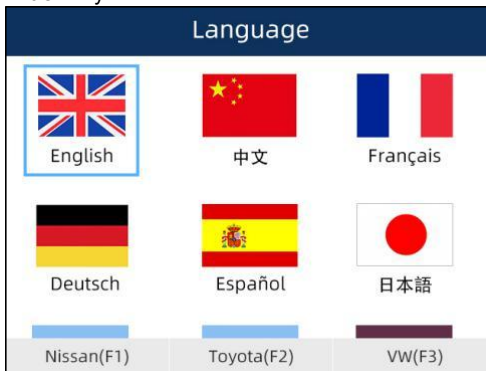 Language
English
中文
Français
Deutsch
Español
日本語
Nissan(F1)
Toyota(F2)
VW(F3)